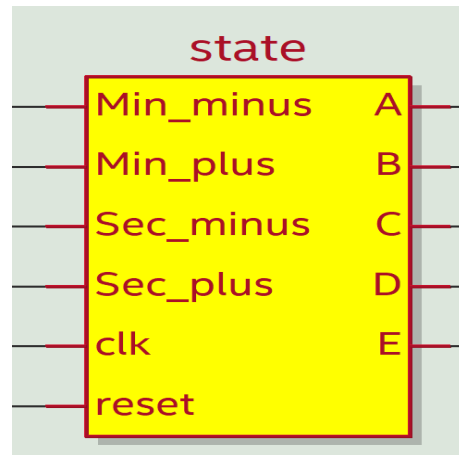 state
Min_minus A
Min_plus B
Sec_minus C
Sec_plus D
clk E
reset